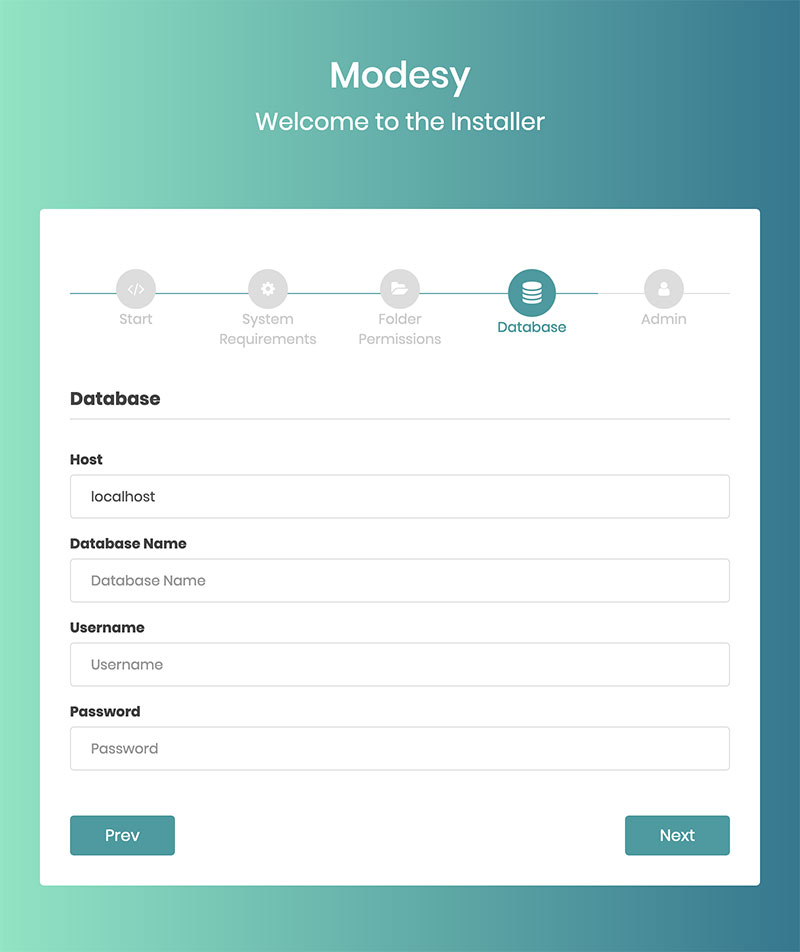 Modesy
Welcome to the Installer
Start
System
Requirements
Folder
Permissions
Database
Admin
Database
Host
localhost
Database Name
Database Name
Username
Username
Password
Password
Prev
Next